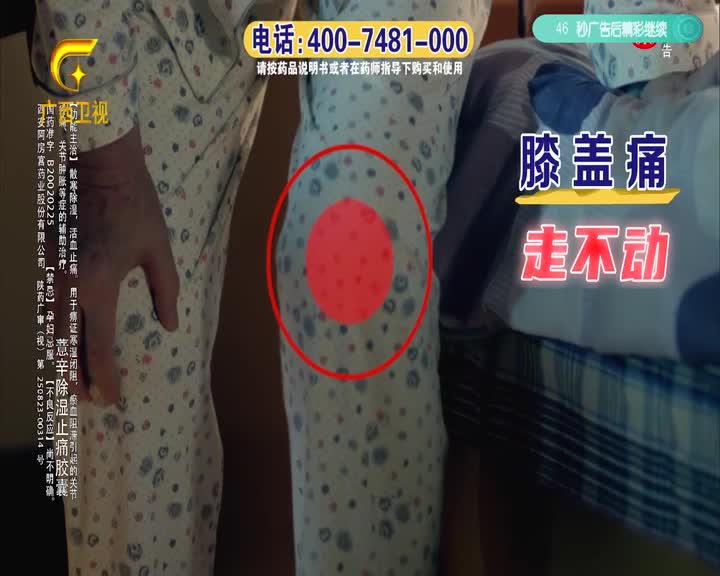 电话:400-7481-000
请按药品说明书或者在药师指导下购买和使用
46 秒广告后精彩继续
告
广西卫视
膝盖痛
走不动
【功能主治】散寒除湿，活血止痛。用于痹证寒湿闭阻，瘀血阻滞引起的关节
关节肿胀等症的辅助治疗。
薏辛除湿止痛胶囊
国药准字 B20020225 【禁忌】孕妇忌服。 【不良反应】尚不明确。
西安阿房宫药业股份有限公司 陕药广审（视）第 250823-00314 号